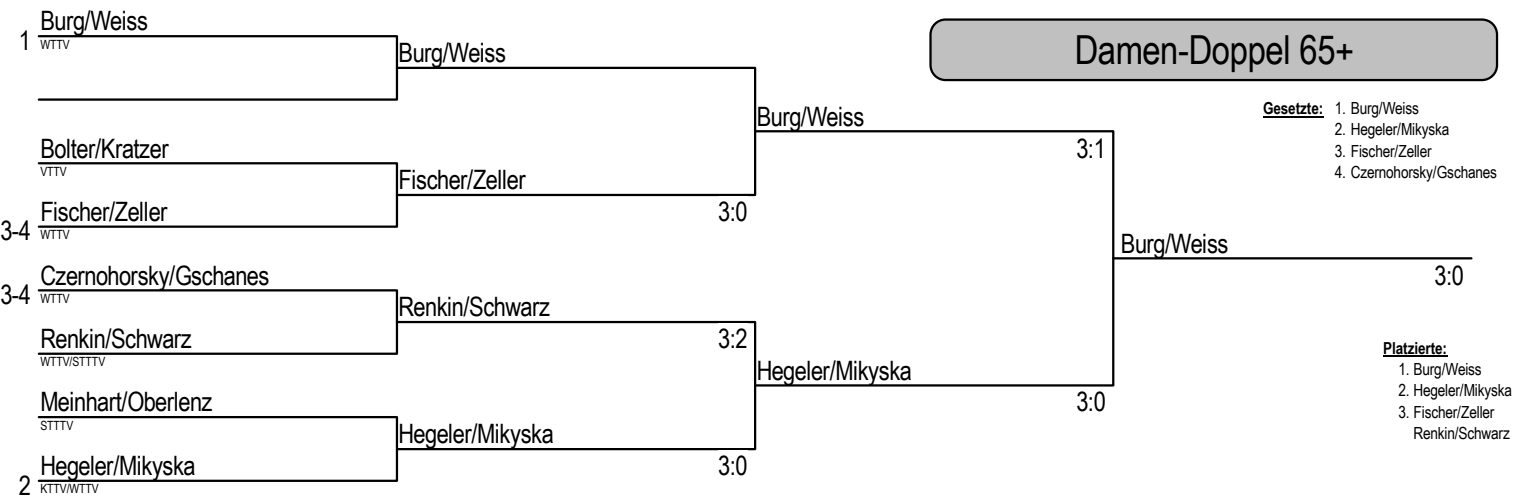 Damen-Doppel 65+
Burg/Weiss
1 WTTV
Burg/Weiss
Bolter/Kratzer
VTTV
Fischer/Zeller
3:0
Fischer/Zeller
3-4 WTTV
Burg/Weiss
3:1
Czernohorsky/Gschanes
3-4 WTTV
Renkin/Schwarz
3:2
Renkin/Schwarz
WTTV/STTTV
Meinhart/Oberlenz
STTTV
Hegeler/Mikyska
3:0
Hegeler/Mikyska
2 KTTV/WTTV
Hegeler/Mikyska
3:0
Burg/Weiss
3:0
Gesetzte: 1. Burg/Weiss
2. Hegeler/Mikyska
3. Fischer/Zeller
4. Czernohorsky/Gschanes
Platzierte:
1. Burg/Weiss
2. Hegeler/Mikyska
3. Fischer/Zeller
Renkin/Schwarz